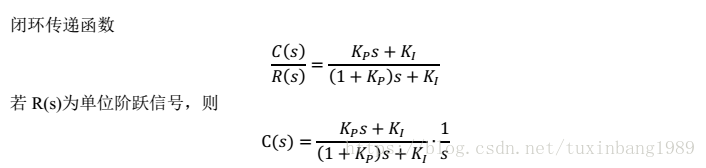 闭环传递函数
C(s)/R(s) = (K_P s + K_I)/((1 + K_P)s + K_I)
若 R(s)为单位阶跃信号，则
C(s) = (K_P s + K_I)/((1 + K_P)s + K_I) · 1/s
https://blog.csdn.net/tuxinbang1989